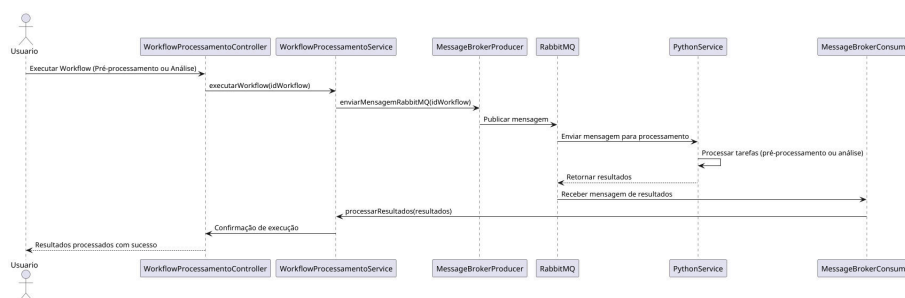 Usuario
WorkflowProcessamentoController
WorkflowProcessamentoService
MessageBrokerProducer
RabbitMQ
PythonService
MessageBrokerConsum
Executar Workflow (Pré-processamento ou Análise)
executarWorkflow(idWorkflow)
enviarMensagemRabbitMQ(idWorkflow)
Publicar mensagem
Enviar mensagem para processamento
Processar tarefas (pré-processamento ou análise)
Retornar resultados
Receber mensagem de resultados
processarResultados(resultados)
Confirmação de execução
Resultados processados com sucesso
Usuario
WorkflowProcessamentoController
WorkflowProcessamentoService
MessageBrokerProducer
RabbitMQ
PythonService
MessageBrokerConsum